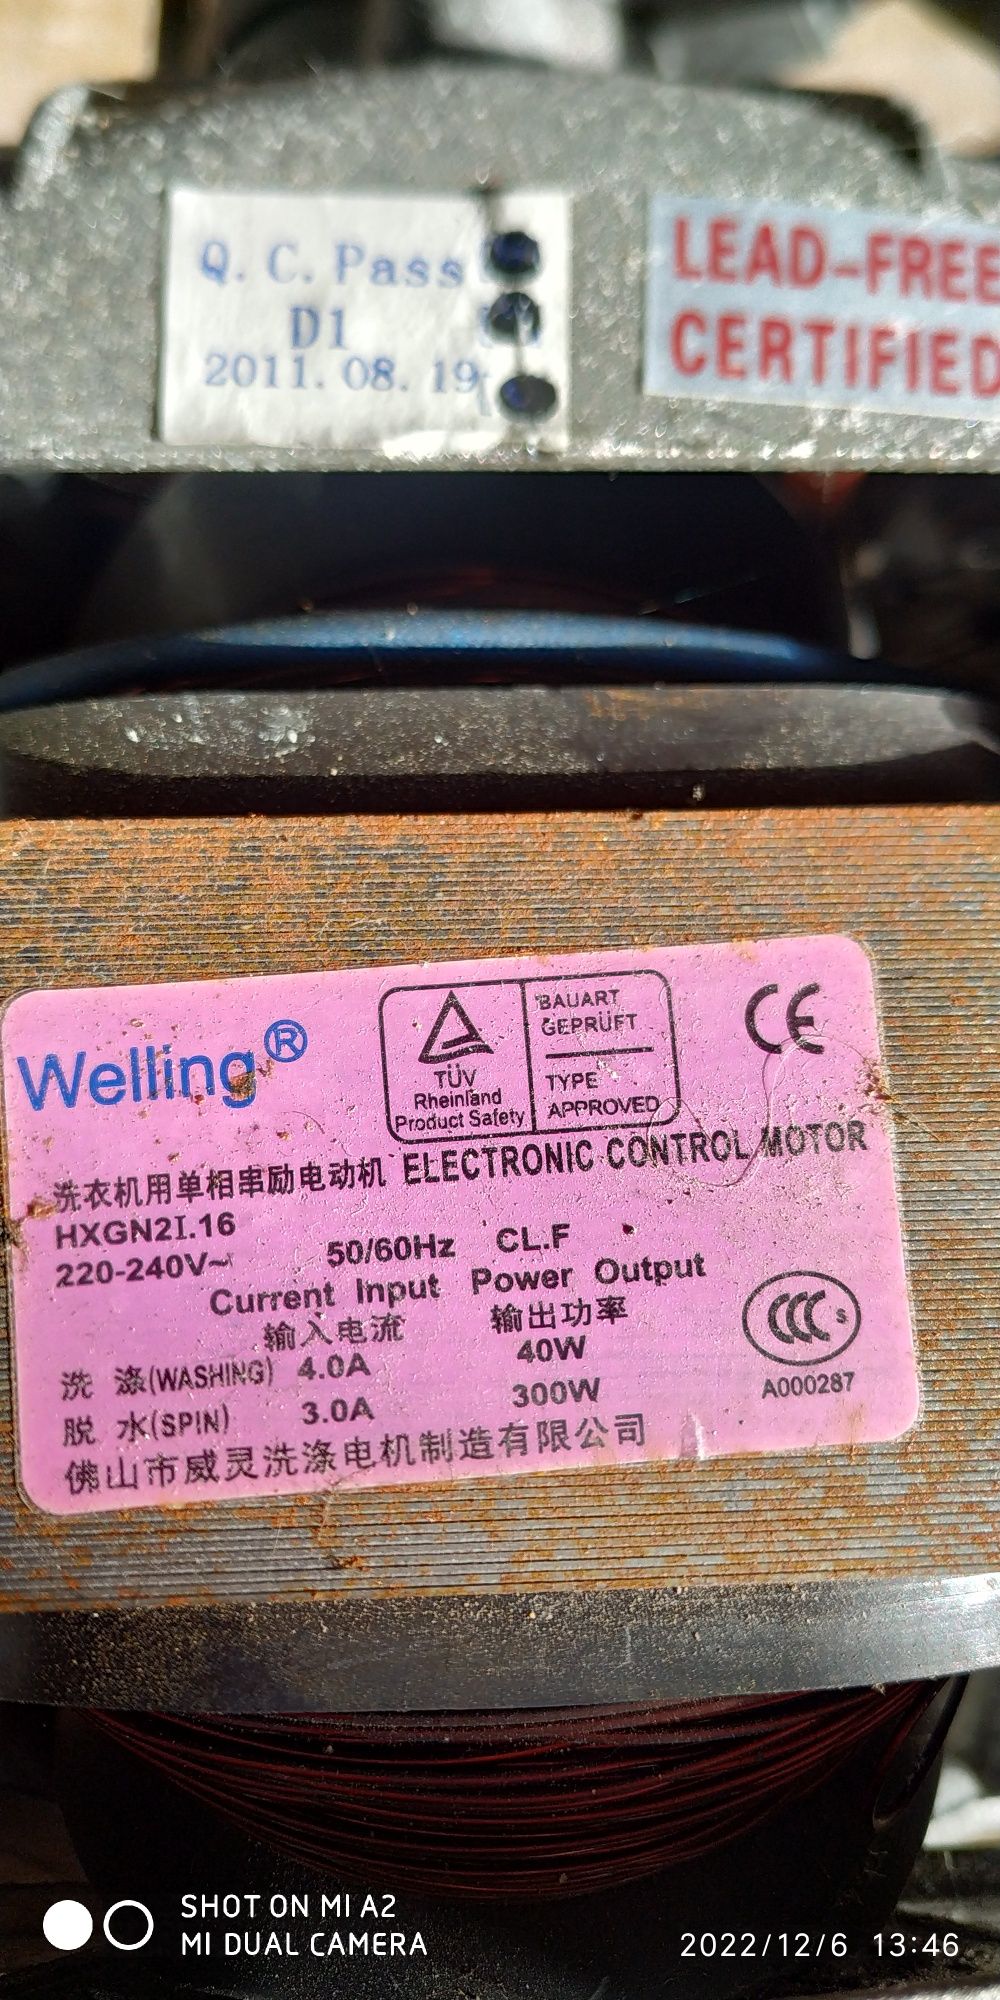 Q.C.Pass
D1
2011.08.19
LEAD-FREE
CERTIFIED
Welling®
TÜV
Rheinland
Product Safety
BAUART
GEPRÜFT
TYPE
APPROVED
CE
洗衣机用单相串励电动机 ELECTRONIC CONTROL MOTOR
HXGN2I.16
220-240V~ 50/60Hz CL.F
Current Input Power Output
输入电流 输出功率
洗 涤(WASHING) 4.0A 40W
脱 水(SPIN) 3.0A 300W
CCC S
A000287
佛山市威灵洗涤电机制造有限公司
SHOT ON MI A2
MI DUAL CAMERA
2022/12/6 13:46